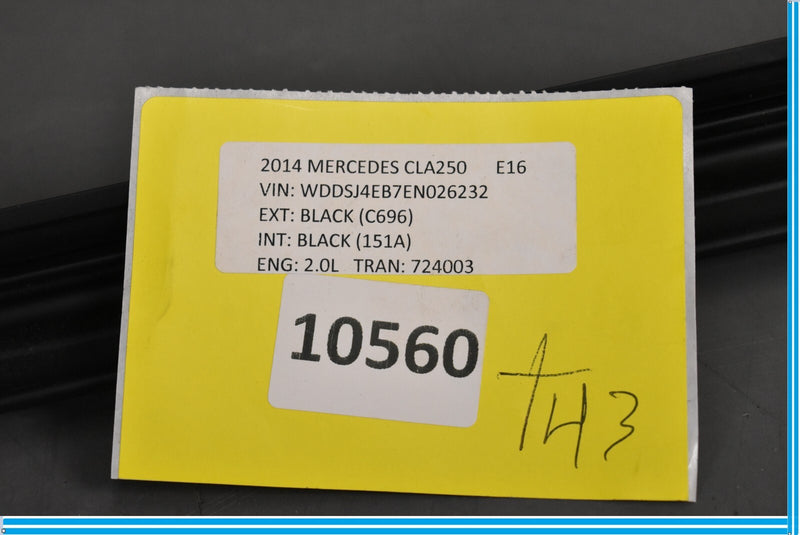 2014 MERCEDES CLA250 E16
VIN: WDDSJ4EB7EN026232
EXT: BLACK (C696)
INT: BLACK (151A)
ENG: 2.0L TRAN: 724003
10560
TH3